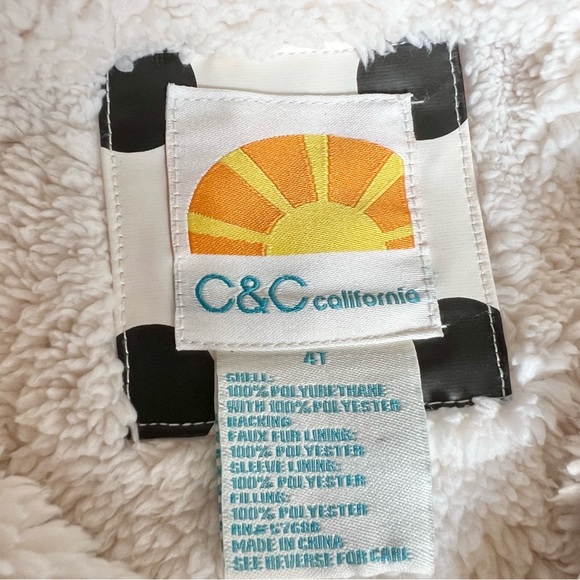 C&C california
4T
SHELL:
100% POLYURETHANE
WITH 100% POLYESTER
BACKING
FAUX FUR LINING:
100% POLYESTER
SLEEVE LINING:
100% POLYESTER
FILLING:
100% POLYESTER
RN# 57686
MADE IN CHINA
SEE REVERSE FOR CARE